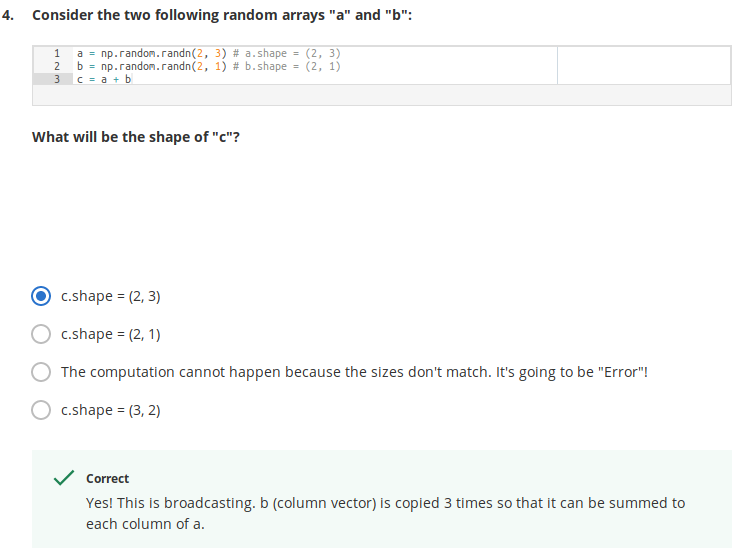 4. Consider the two following random arrays "a" and "b":
1 a = np.random.randn(2, 3) # a.shape = (2, 3)
2 b = np.random.randn(2, 1) # b.shape = (2, 1)
3 c = a + b
What will be the shape of "c"?
c.shape = (2, 3)
c.shape = (2, 1)
The computation cannot happen because the sizes don't match. It's going to be "Error"!
c.shape = (3, 2)
Correct
Yes! This is broadcasting. b (column vector) is copied 3 times so that it can be summed to
each column of a.